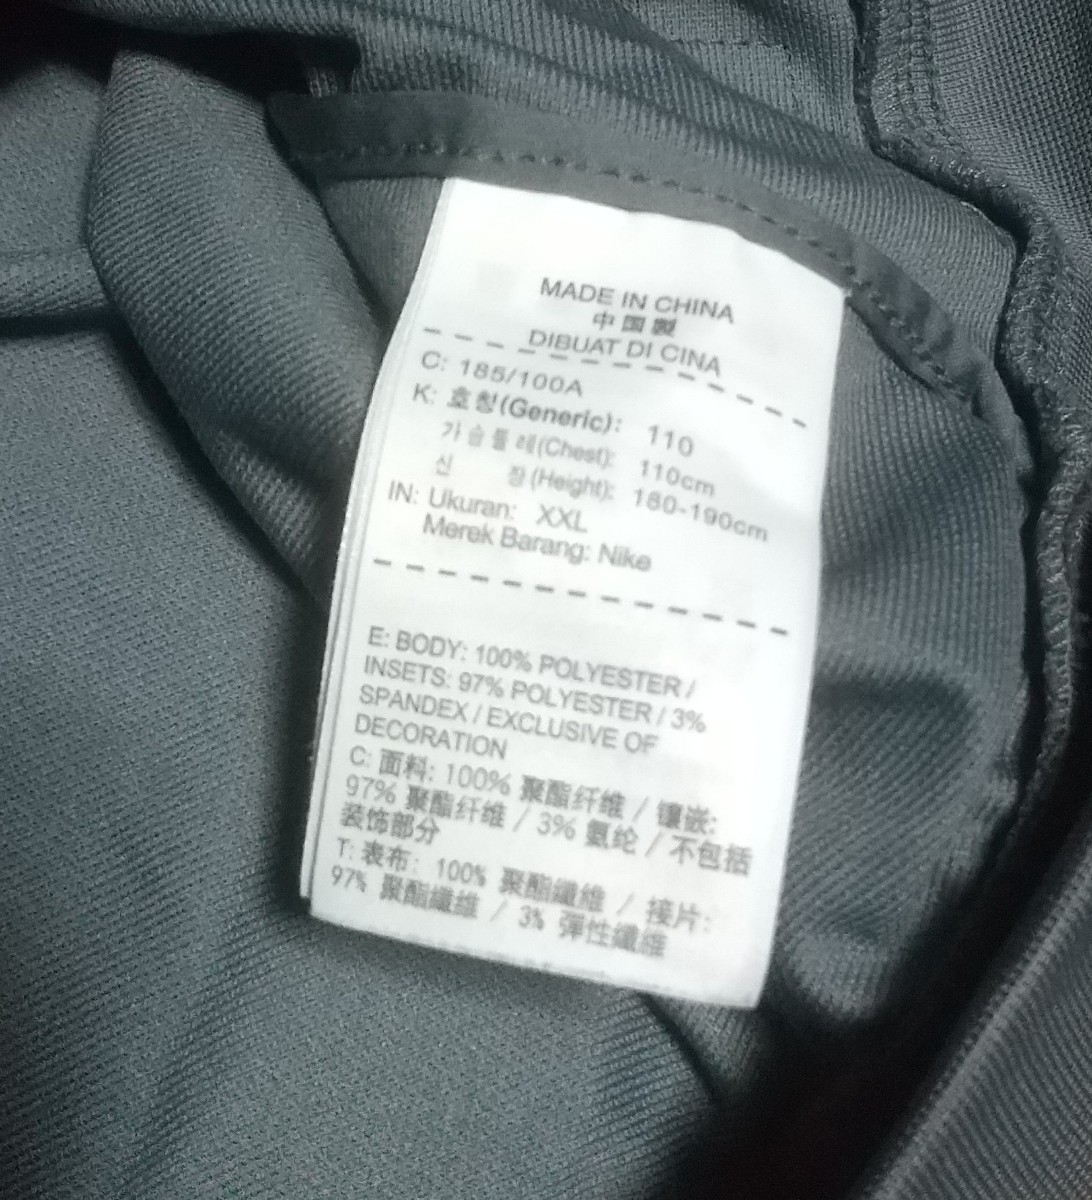 MADE IN CHINA
中国製
DIBUAT DI CINA
C: 185/100A
K: 호칭(Generic): 110
가슴둘레(Chest): 110cm
신 장(Height): 180-190cm
IN: Ukuran: XXL
Merek Barang: Nike
E: BODY: 100% POLYESTER /
INSETS: 97% POLYESTER / 3%
SPANDEX / EXCLUSIVE OF
DECORATION
C: 面料: 100% 聚酯纤维 / 镶嵌:
97% 聚酯纤维 / 3% 氨纶 / 不包括
装饰部分
T: 表布: 100% 聚酯纖維 / 接片:
97% 聚酯纖維 / 3% 彈性纖維